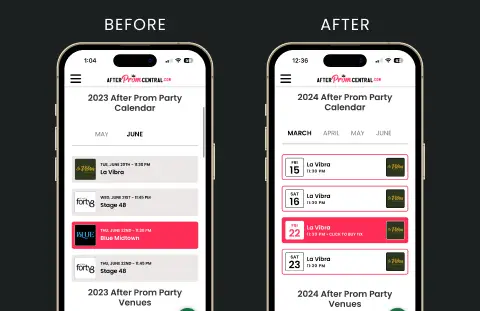 BEFORE
1:04
AFTER Prom CENTRAL.COM
2023 After Prom Party
Calendar
MAY JUNE
TUE. JUNE 20TH - 11:30 PM
La Vibra
WED. JUNE 21ST - 11:45 PM
forty8 Stage 48
THU. JUNE 22ND - 11:30 PM
BLUE Blue Midtown
THU. JUNE 22ND - 11:45 PM
forty8 Stage 48
2023 After Prom Party
Venues
AFTER
12:36
AFTER Prom CENTRAL.COM
2024 After Prom Party
Calendar
MARCH APRIL MAY JUNE
FRI
15
La Vibra
11:30 PM
SAT
16
La Vibra
11:30 PM
FRI
22
La Vibra
11:30 PM • CLICK TO BUY TIX
SAT
23
La Vibra
11:30 PM
2024 After Prom Party
Venues